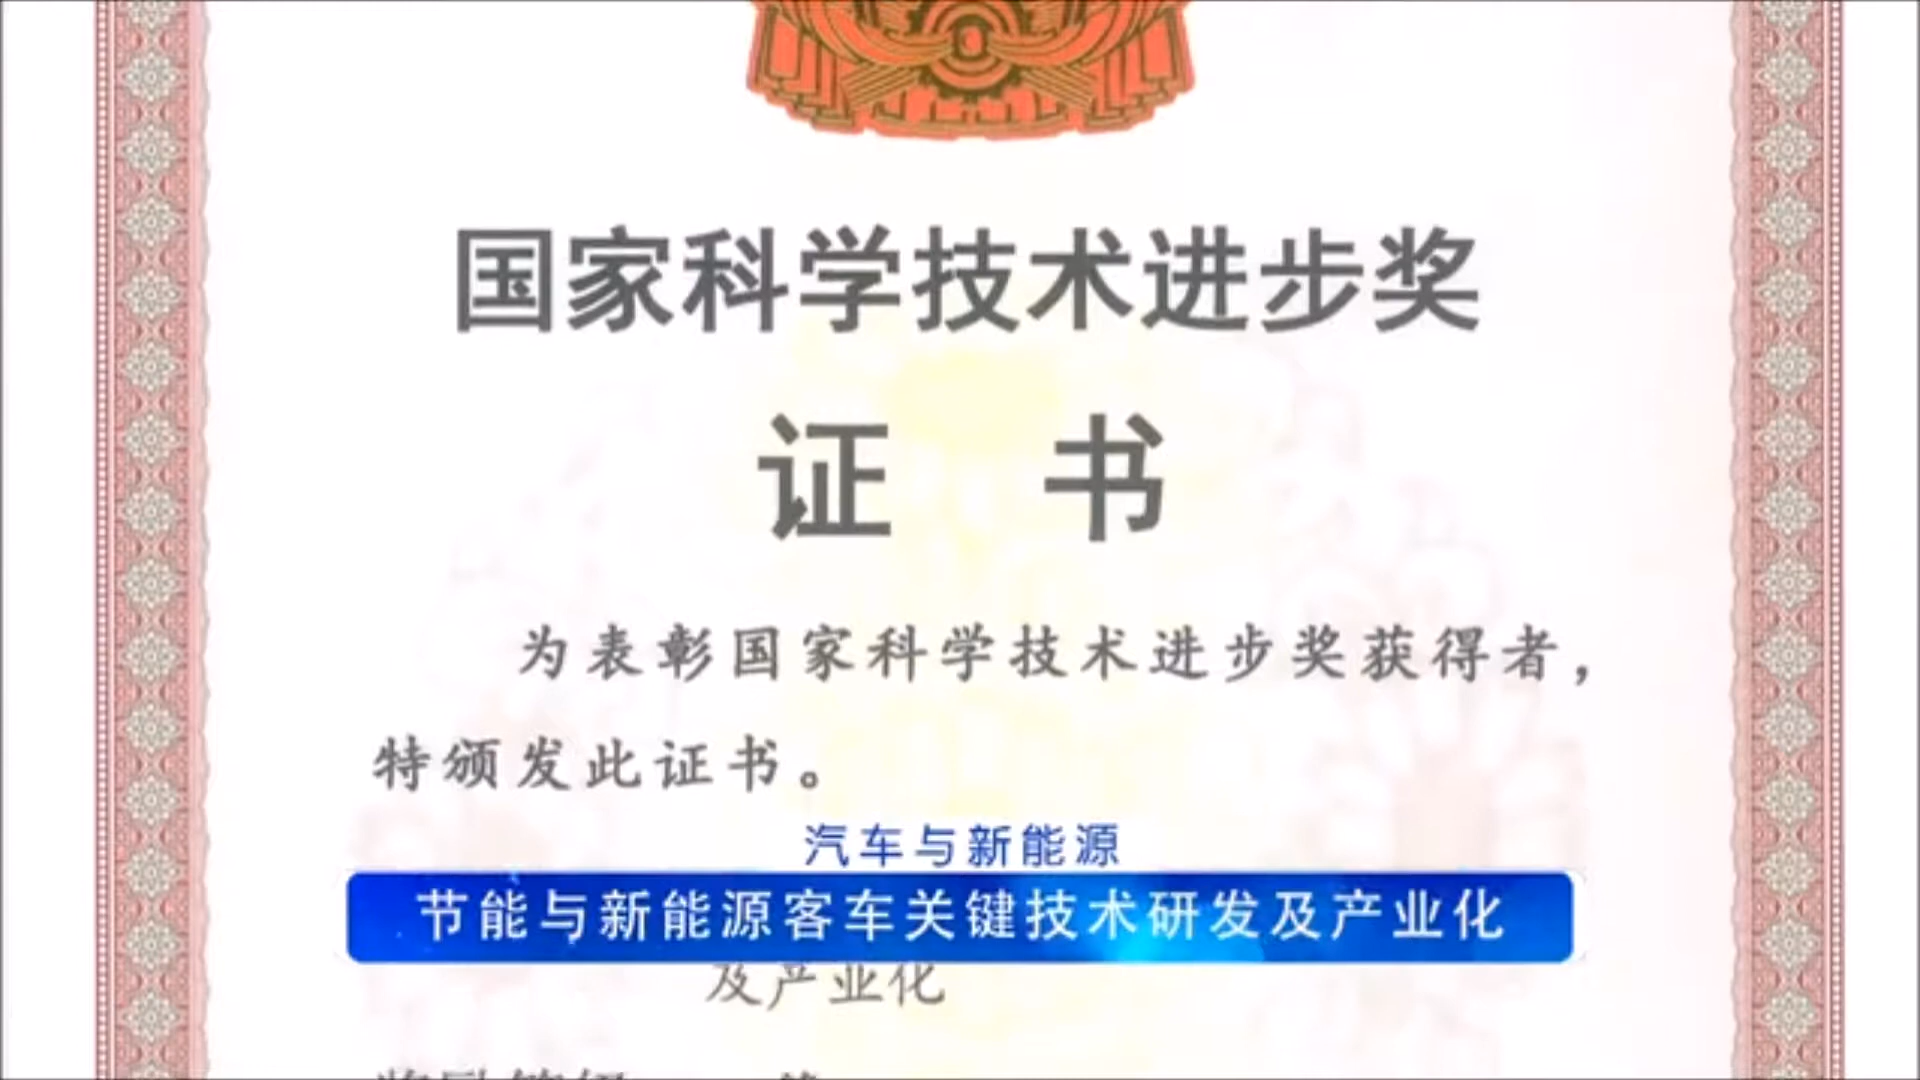 国家科学技术进步奖
证 书
为表彰国家科学技术进步奖获得者，
特颁发此证书。
汽车与新能源
节能与新能源客车关键技术研发及产业化
及产业化